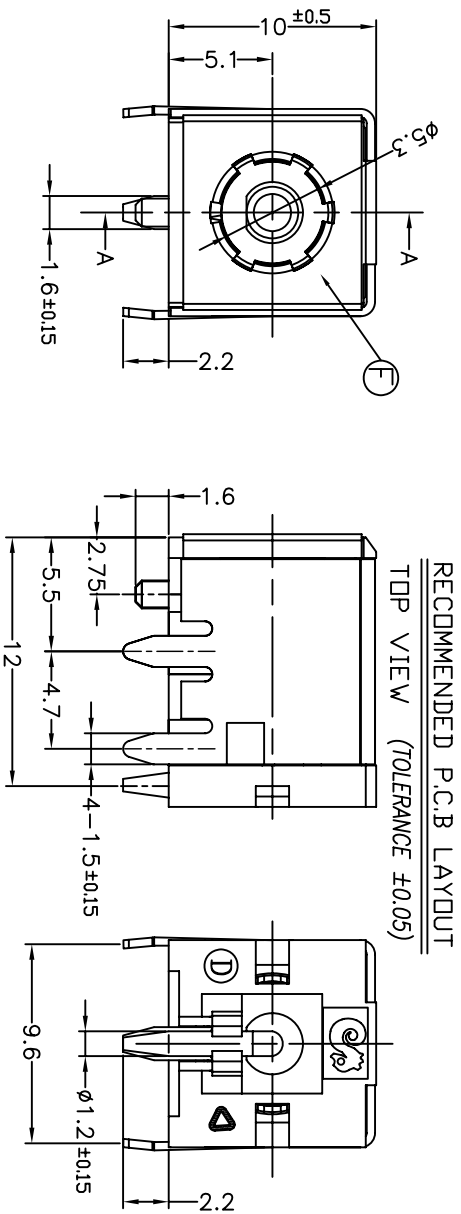 10 ±0.5
5.1
ø5.3
A
A
1.6±0.15
2.2
F
RECOMMENDED P.C.B LAYOUT
TOP VIEW (TOLERANCE ±0.05)
1.6
2.75
5.5
4.7
12
4-1.5±0.15
D
9.6
ø1.2±0.15
2.2